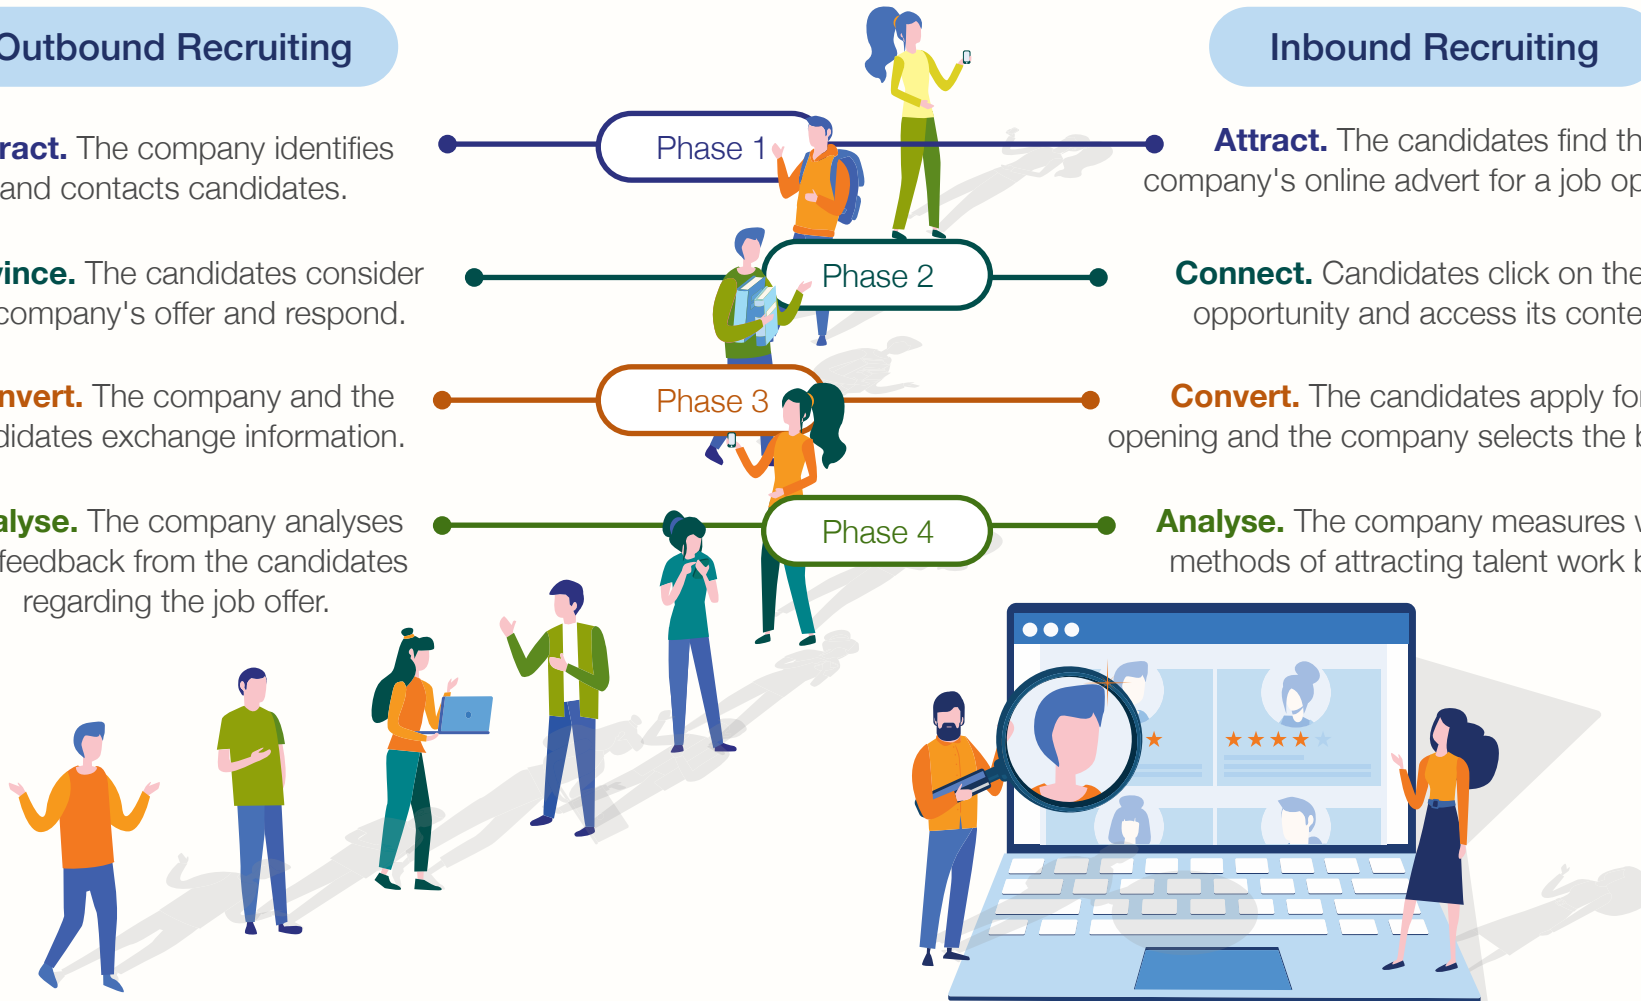 Outbound Recruiting
ract. The company identifies
and contacts candidates.
vince. The candidates consider
company's offer and respond.
nvert. The company and the
didates exchange information.
alyse. The company analyses
feedback from the candidates
regarding the job offer.
Phase 1
Phase 2
Phase 3
Phase 4
Inbound Recruiting
Attract. The candidates find th
company's online advert for a job op
Connect. Candidates click on the
opportunity and access its conte
Convert. The candidates apply for
opening and the company selects the b
Analyse. The company measures w
methods of attracting talent work b